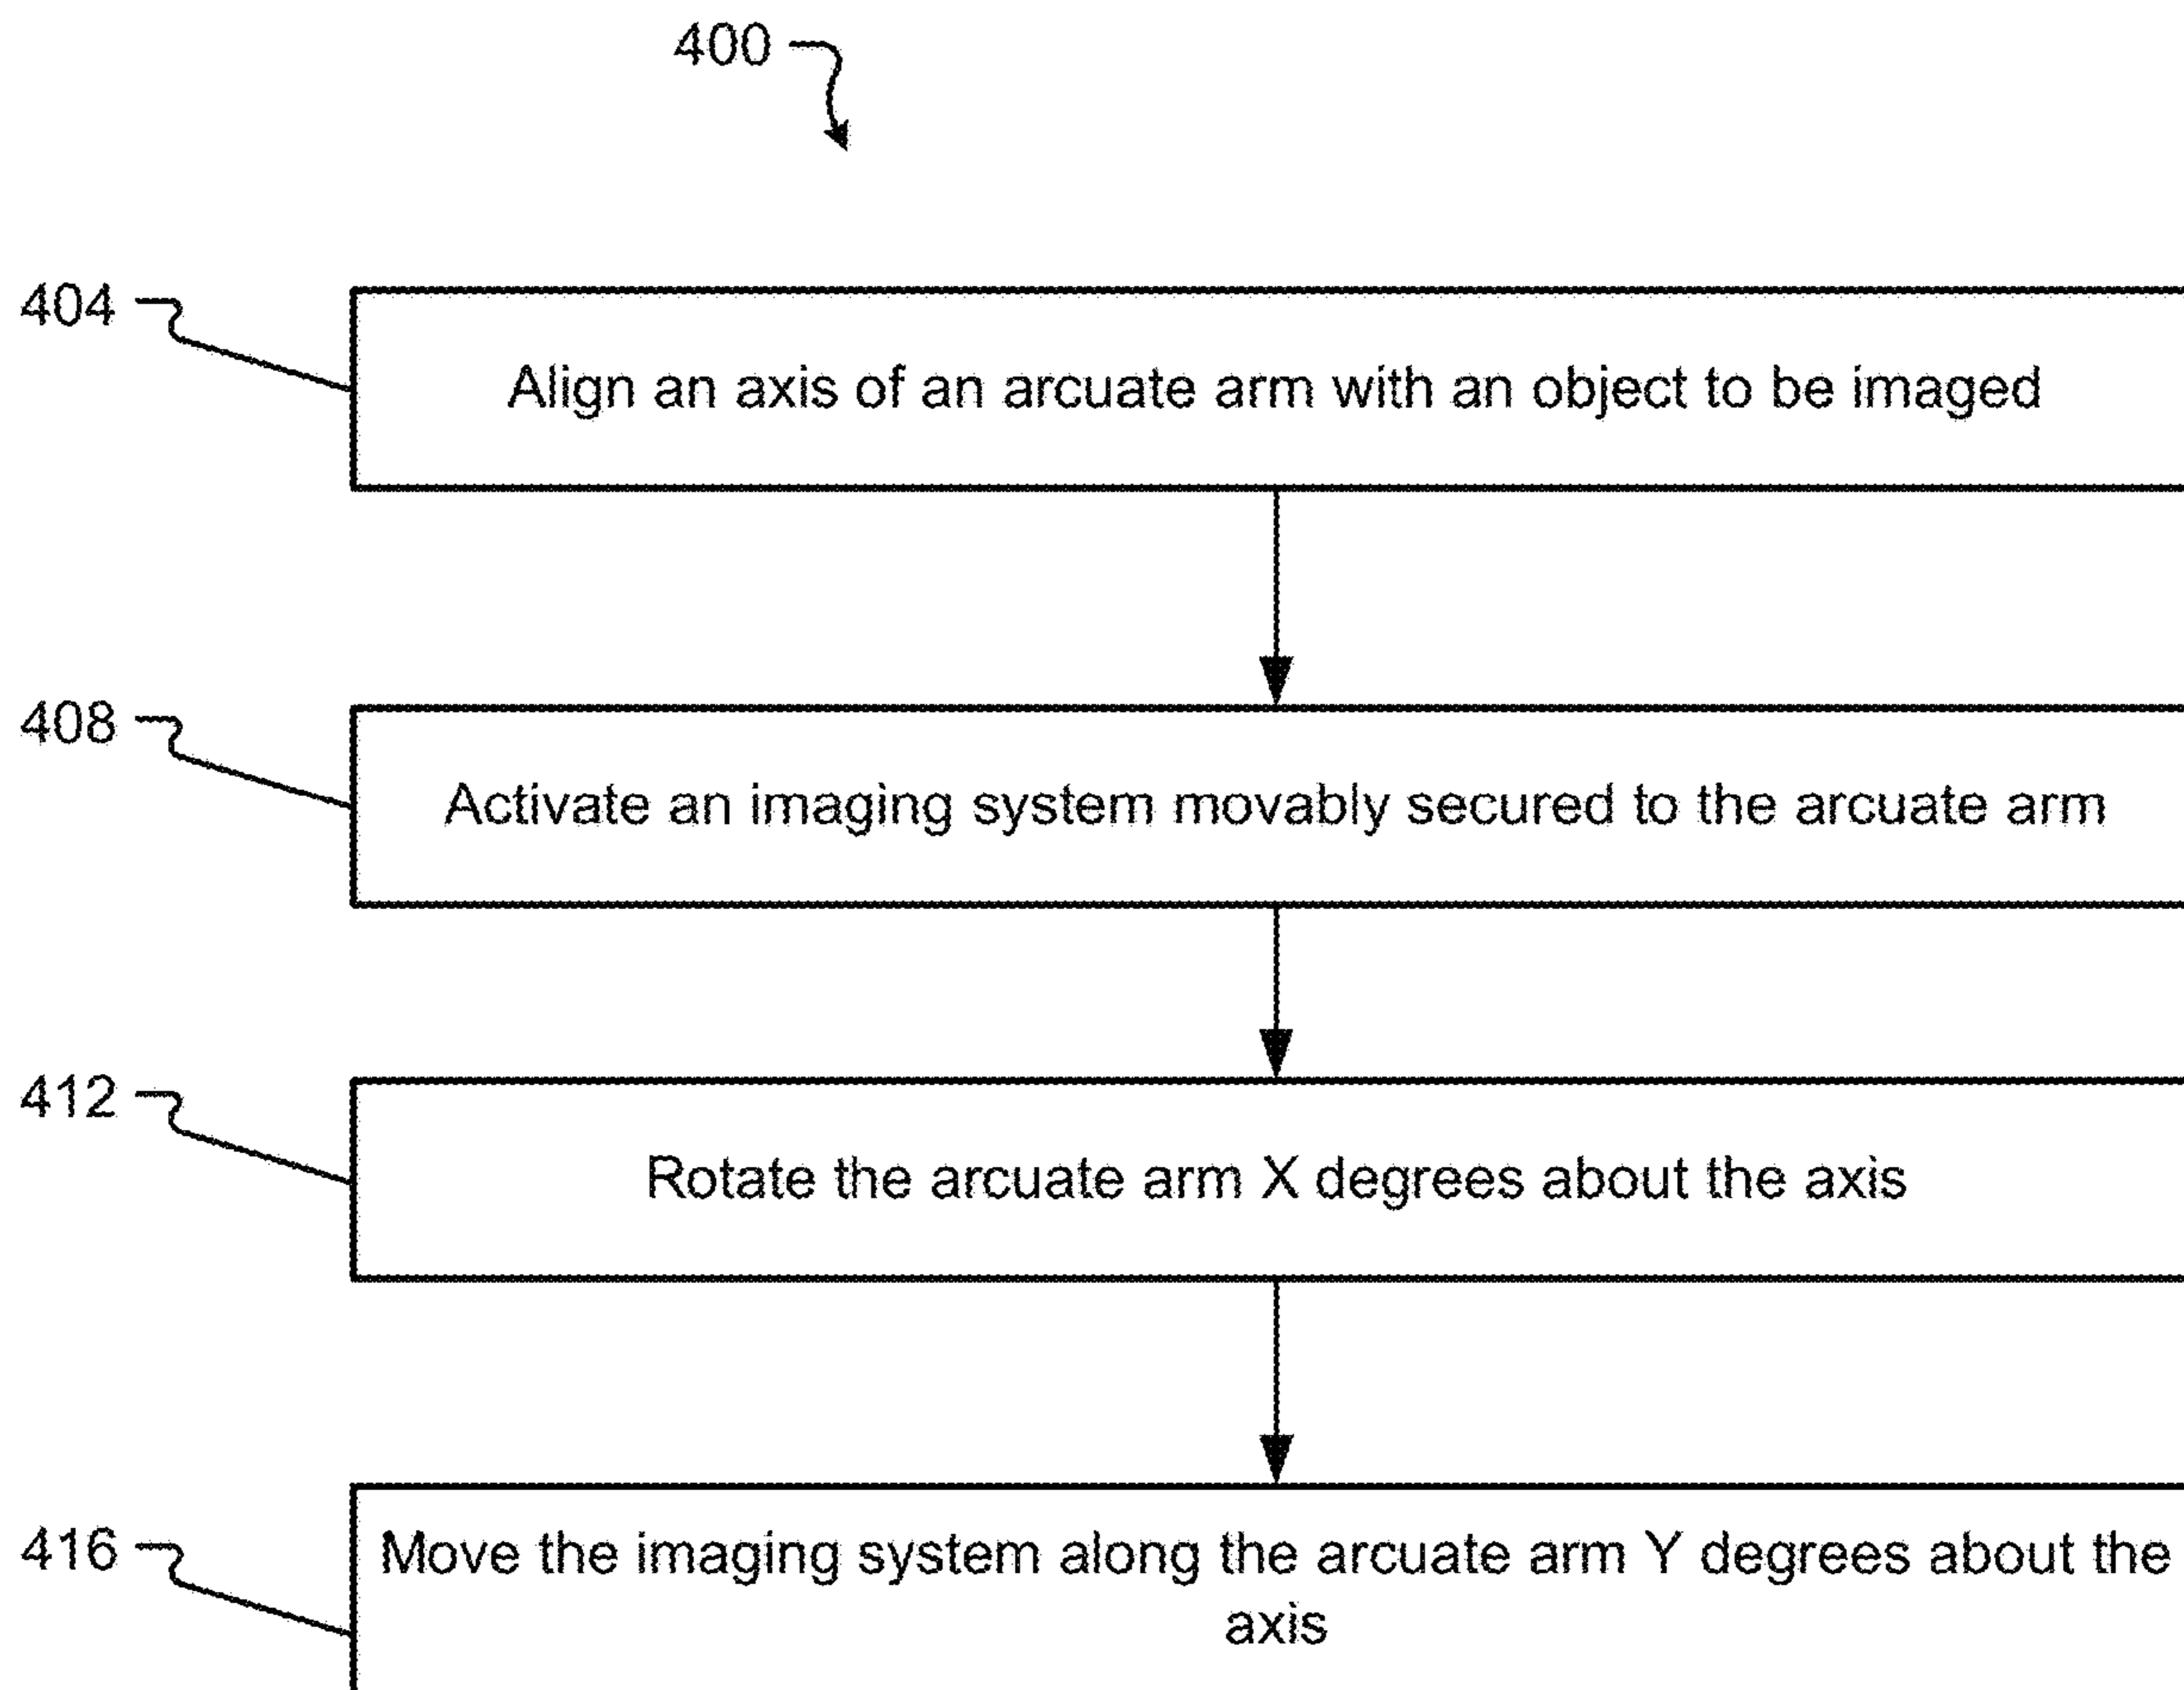 400
404
Align an axis of an arcuate arm with an object to be imaged
408
Activate an imaging system movably secured to the arcuate arm
412
Rotate the arcuate arm X degrees about the axis
416
Move the imaging system along the arcuate arm Y degrees about the
axis